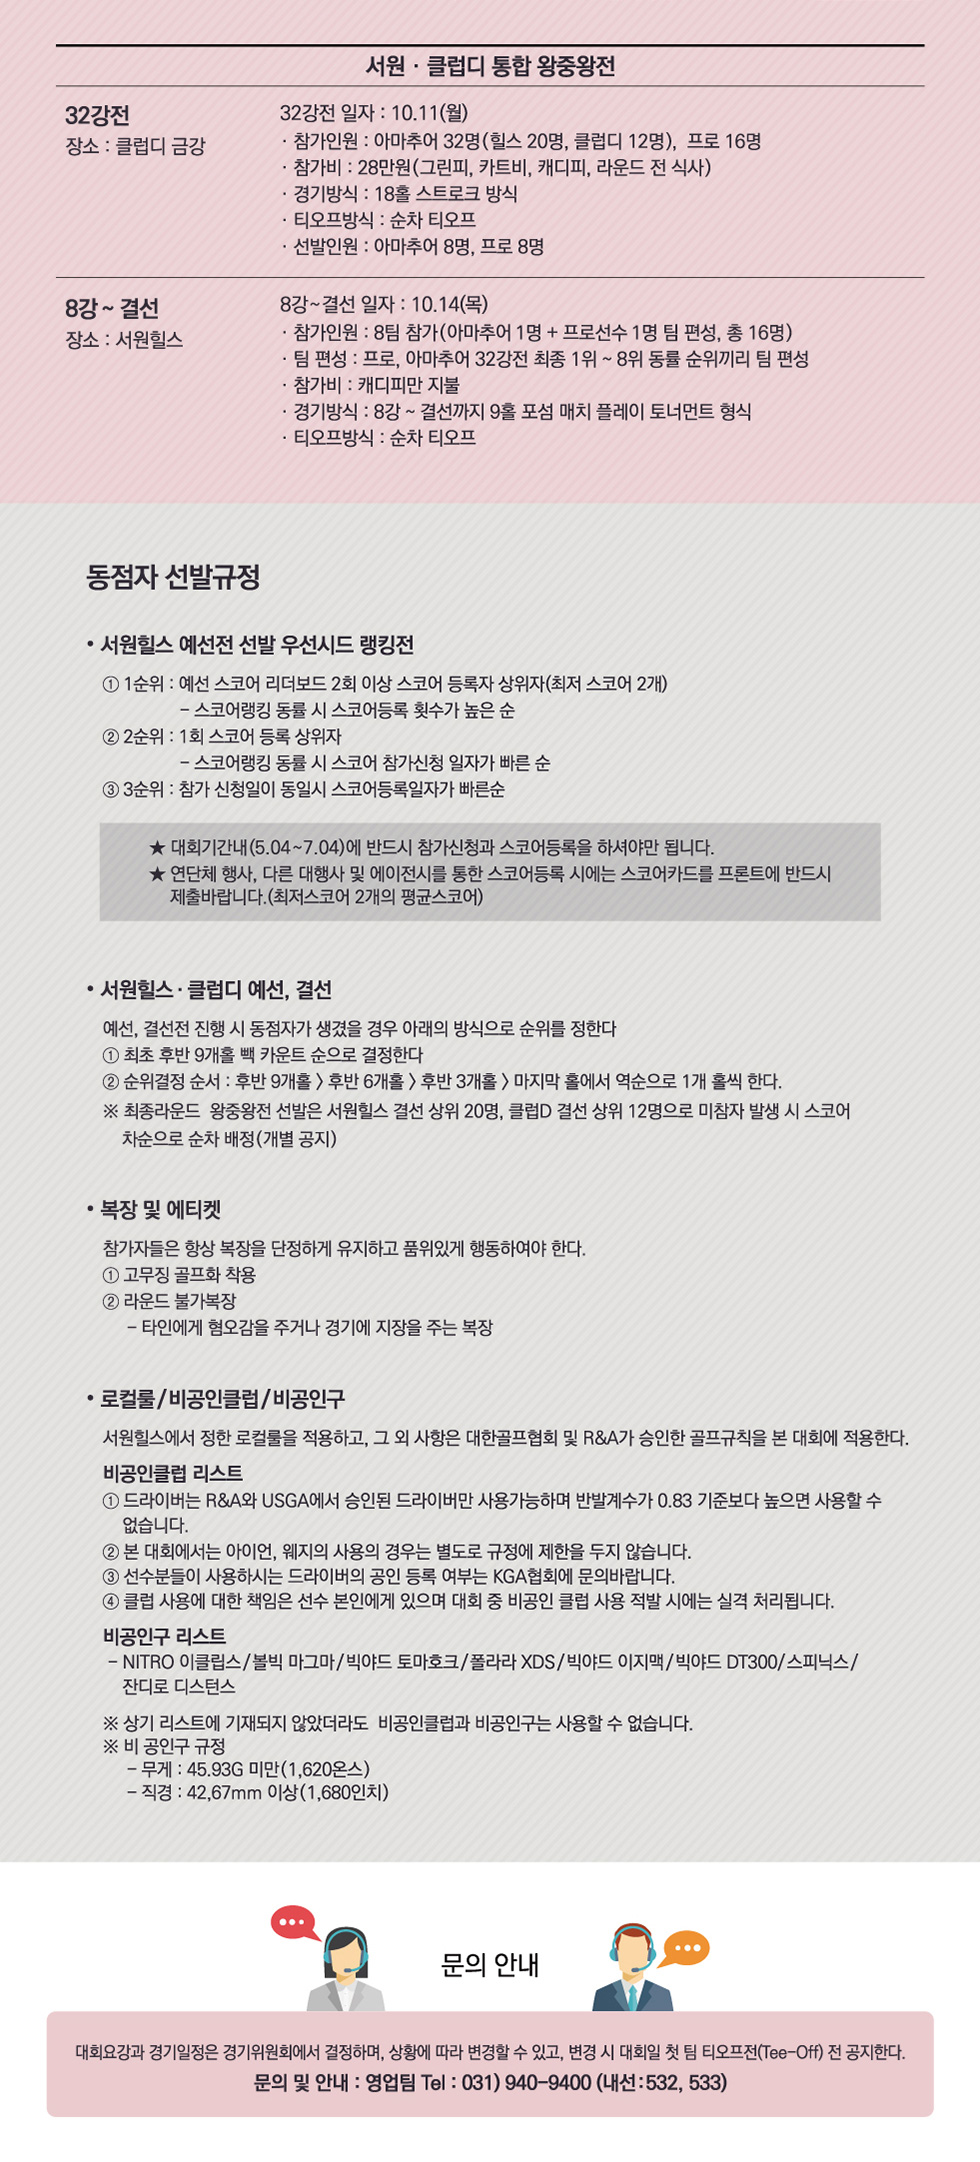 서원 · 클럽디 통합 왕중왕전
32강전
장소 : 클럽디 금강
32강전 일자 : 10.11(월)
· 참가인원 : 아마추어 32명(힐스 20명, 클럽디 12명), 프로 16명
· 참가비 : 28만원(그린피, 카트비, 캐디피, 라운드 전 식사)
· 경기방식 : 18홀 스트로크 방식
· 티오프방식 : 순차 티오프
· 선발인원 : 아마추어 8명, 프로 8명
8강 ~ 결선
장소 : 서원힐스
8강~결선 일자 : 10.14(목)
· 참가인원 : 8팀 참가(아마추어 1명 + 프로선수 1명 팀 편성, 총 16명)
· 팀 편성 : 프로, 아마추어 32강전 최종 1위 ~ 8위 동률 순위끼리 팀 편성
· 참가비 : 캐디피만 지불
· 경기방식 : 8강 ~ 결선까지 9홀 포섬 매치 플레이 토너먼트 형식
· 티오프방식 : 순차 티오프
동점자 선발규정
• 서원힐스 예선전 선발 우선시드 랭킹전
① 1순위 : 예선 스코어 리더보드 2회 이상 스코어 등록자 상위자(최저 스코어 2개)
– 스코어랭킹 동률 시 스코어등록 횟수가 높은 순
② 2순위 : 1회 스코어 등록 상위자
– 스코어랭킹 동률 시 스코어 참가신청 일자가 빠른 순
③ 3순위 : 참가 신청일이 동일시 스코어등록일자가 빠른순
★ 대회기간내(5.04~7.04)에 반드시 참가신청과 스코어등록을 하셔야만 됩니다.
★ 연단체 행사, 다른 대행사 및 에이전시를 통한 스코어등록 시에는 스코어카드를 프론트에 반드시
제출바랍니다.(최저스코어 2개의 평균스코어)
• 서원힐스 · 클럽디 예선, 결선
예선, 결선전 진행 시 동점자가 생겼을 경우 아래의 방식으로 순위를 정한다
① 최초 후반 9개홀 빽 카운트 순으로 결정한다
② 순위결정 순서 : 후반 9개홀 > 후반 6개홀 > 후반 3개홀 > 마지막 홀에서 역순으로 1개 홀씩 한다.
※ 최종라운드 왕중왕전 선발은 서원힐스 결선 상위 20명, 클럽D 결선 상위 12명으로 미참자 발생 시 스코어
차순으로 순차 배정(개별 공지)
• 복장 및 에티켓
참가자들은 항상 복장을 단정하게 유지하고 품위있게 행동하여야 한다.
① 고무징 골프화 착용
② 라운드 불가복장
– 타인에게 혐오감을 주거나 경기에 지장을 주는 복장
• 로컬룰/비공인클럽/비공인구
서원힐스에서 정한 로컬룰을 적용하고, 그 외 사항은 대한골프협회 및 R&A가 승인한 골프규칙을 본 대회에 적용한다.
비공인클럽 리스트
① 드라이버는 R&A와 USGA에서 승인된 드라이버만 사용가능하며 반발계수가 0.83 기준보다 높으면 사용할 수
없습니다.
② 본 대회에서는 아이언, 웨지의 사용의 경우는 별도로 규정에 제한을 두지 않습니다.
③ 선수분들이 사용하시는 드라이버의 공인 등록 여부는 KGA협회에 문의바랍니다.
④ 클럽 사용에 대한 책임은 선수 본인에게 있으며 대회 중 비공인 클럽 사용 적발 시에는 실격 처리됩니다.
비공인구 리스트
– NITRO 이클립스/볼빅 마그마/빅야드 토마호크/폴라라 XDS/빅야드 이지맥/빅야드 DT300/스피닉스/
잔디로 디스턴스
※ 상기 리스트에 기재되지 않았더라도 비공인클럽과 비공인구는 사용할 수 없습니다.
※ 비 공인구 규정
– 무게 : 45.93G 미만(1,620온스)
– 직경 : 42,67mm 이상(1,680인치)
문의 안내
대회요강과 경기일정은 경기위원회에서 결정하며, 상황에 따라 변경할 수 있고, 변경 시 대회일 첫 팀 티오프전(Tee-Off) 전 공지한다.
문의 및 안내 : 영업팀 Tel : 031) 940-9400 (내선:532, 533)